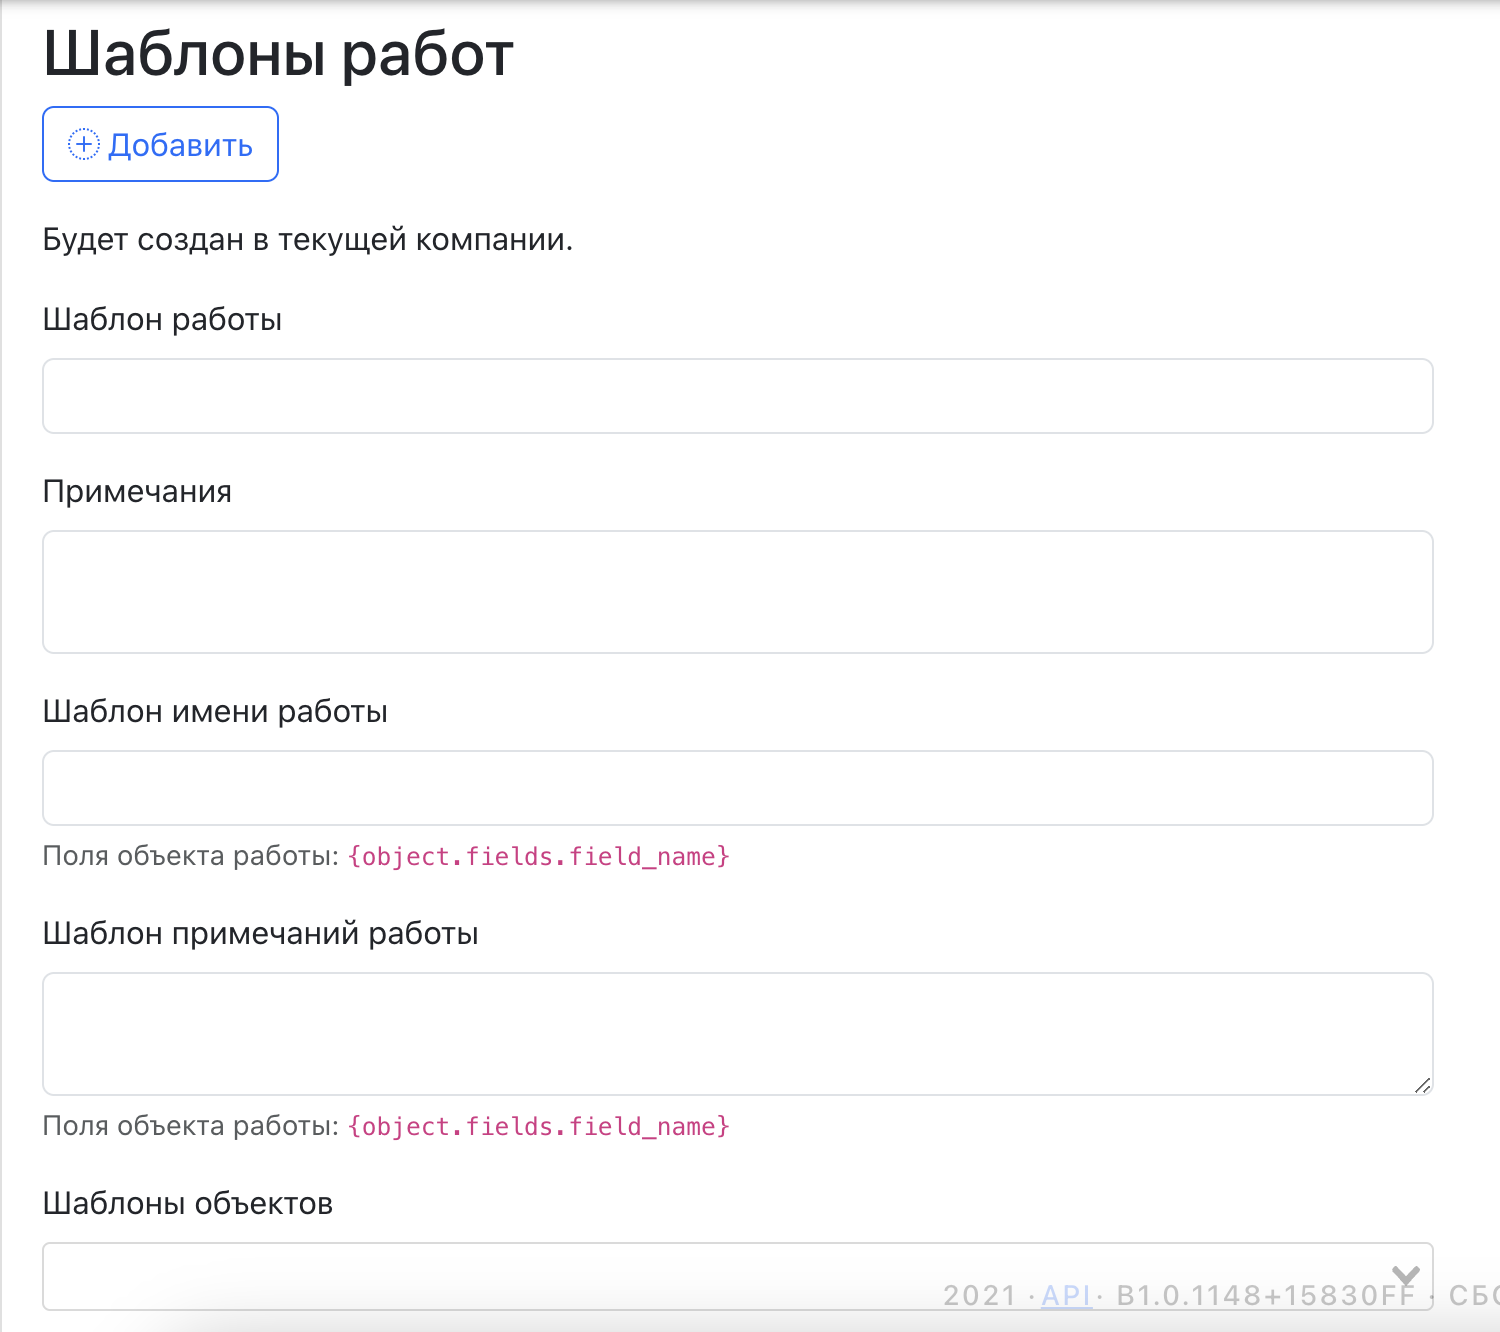 Шаблоны работ
Добавить
Будет создан в текущей компании.
Шаблон работы
Примечания
Шаблон имени работы
Поля объекта работы: {object.fields.field_name}
Шаблон примечаний работы
Поля объекта работы: {object.fields.field_name}
Шаблоны объектов
2021 · API · B1.0.1148+15830FF ·